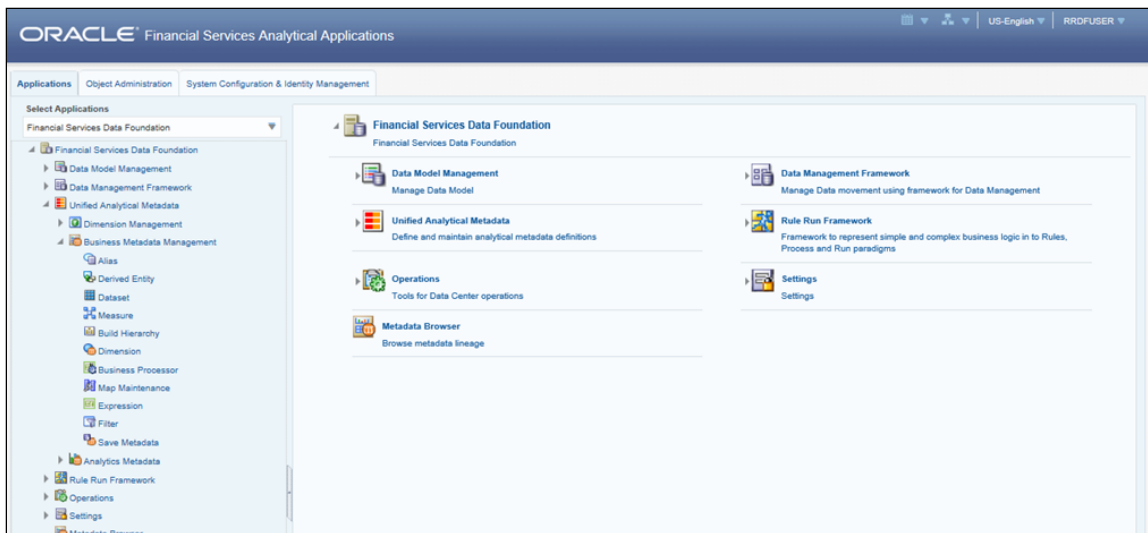 ORACLE® Financial Services Analytical Applications
US-English
RRDFUSER
Applications
Object Administration
System Configuration & Identity Management
Select Applications
Financial Services Data Foundation
Financial Services Data Foundation
Data Model Management
Data Management Framework
Unified Analytical Metadata
Dimension Management
Business Metadata Management
Alias
Derived Entity
Dataset
Measure
Build Hierarchy
Dimension
Business Processor
Map Maintenance
Expression
Filter
Save Metadata
Analytics Metadata
Rule Run Framework
Operations
Settings
Metadata Browser
Financial Services Data Foundation
Financial Services Data Foundation
Data Model Management
Manage Data Model
Data Management Framework
Manage Data movement using framework for Data Management
Unified Analytical Metadata
Define and maintain analytical metadata definitions
Rule Run Framework
Framework to represent simple and complex business logic in to Rules,
Process and Run paradigms
Operations
Tools for Data Center operations
Settings
Settings
Metadata Browser
Browse metadata lineage